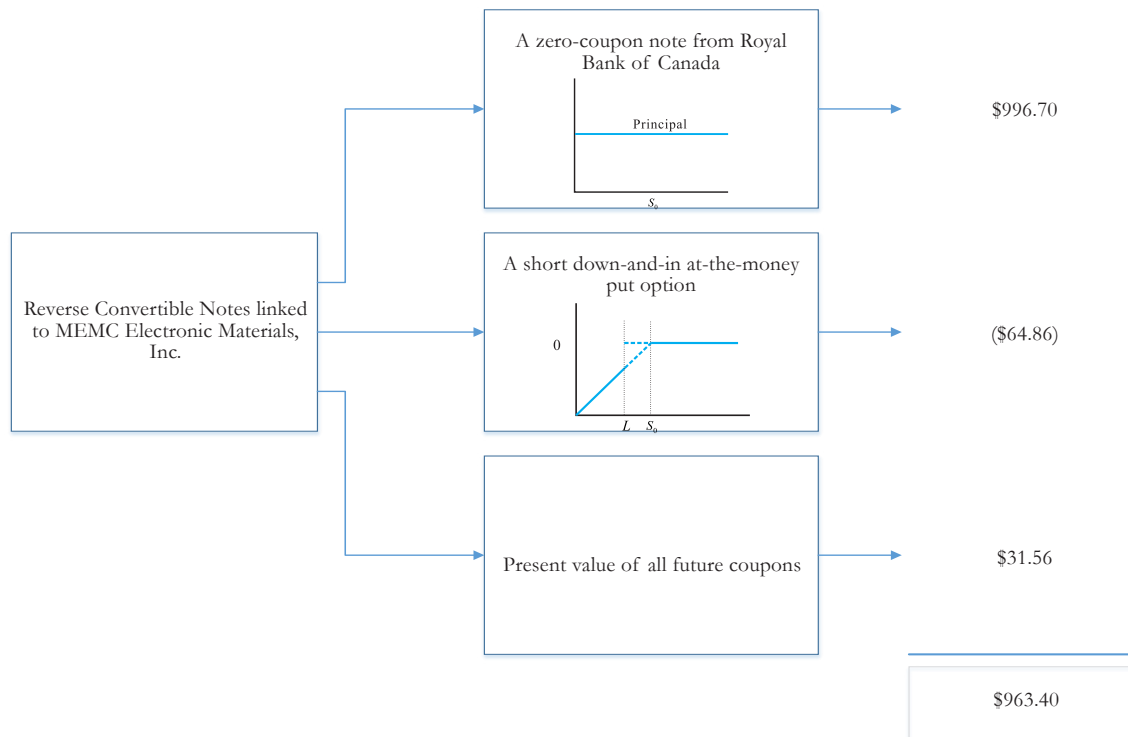 A zero-coupon note from Royal
Bank of Canada
Principal
S₀
$996.70
Reverse Convertible Notes linked
to MEMC Electronic Materials,
Inc.
A short down-and-in at-the-money
put option
0
L S₀
($64.86)
Present value of all future coupons
$31.56
$963.40